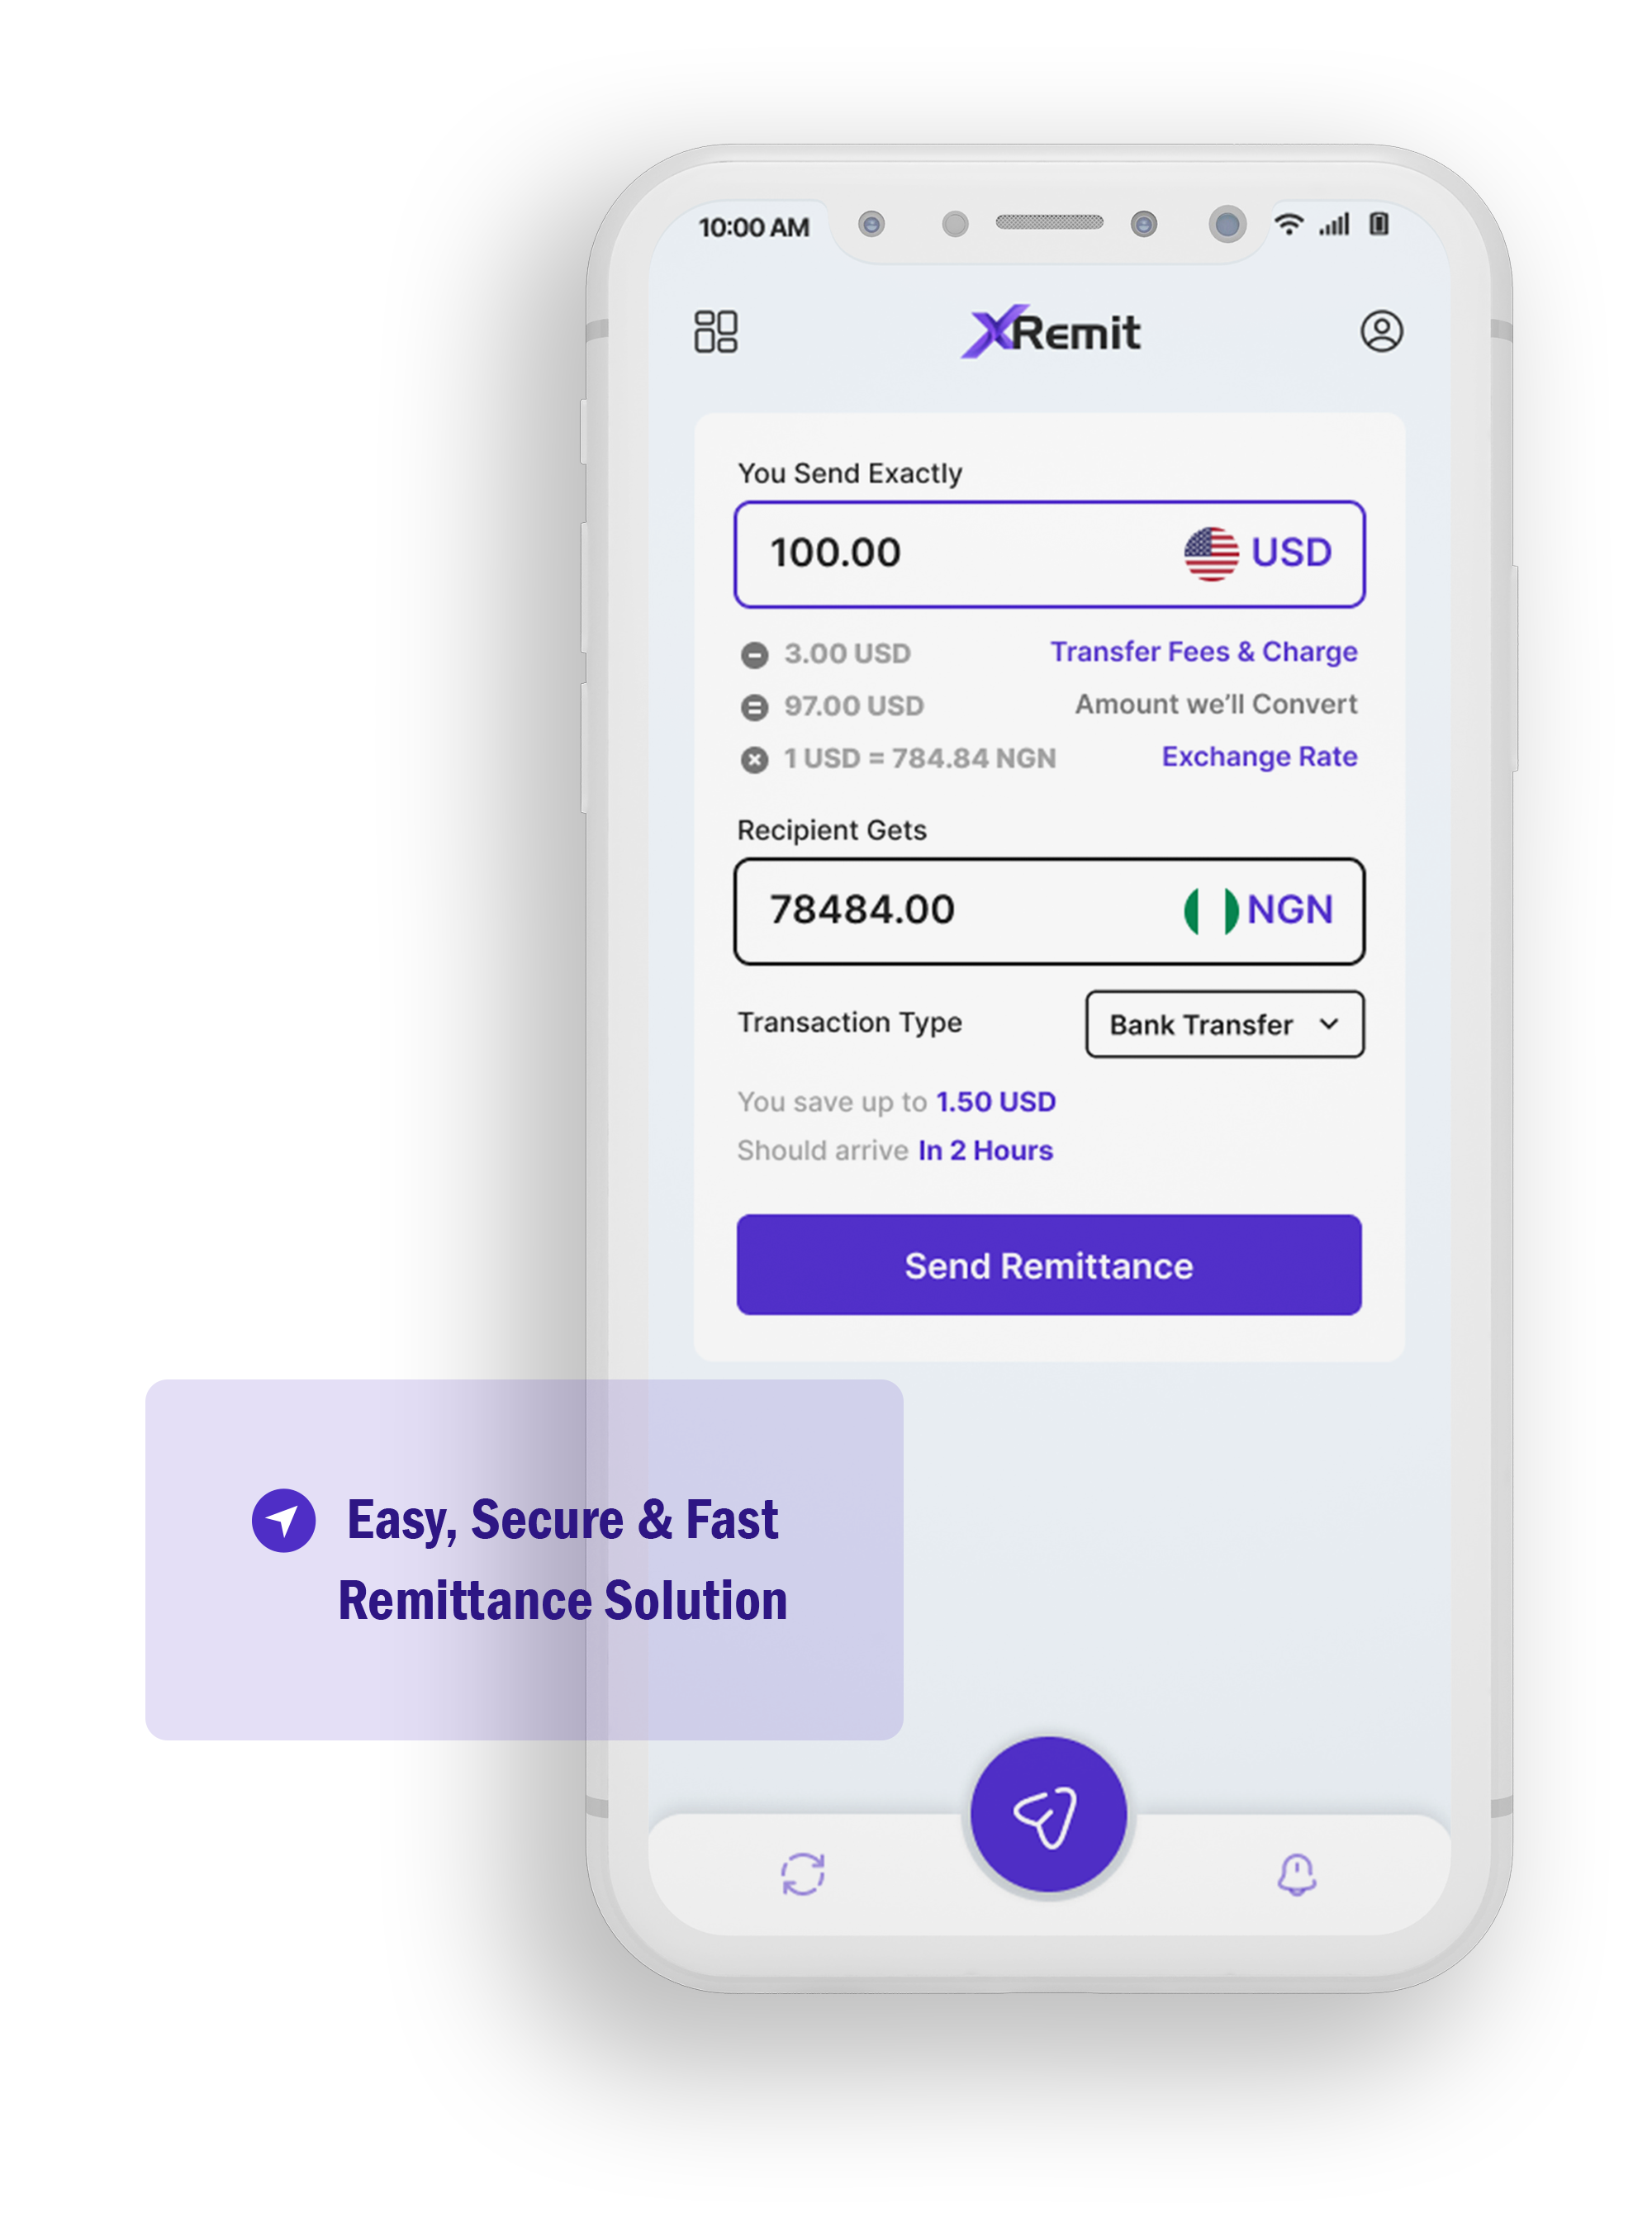 10:00 AM
XRemit
You Send Exactly
100.00 USD
3.00 USD Transfer Fees & Charge
97.00 USD Amount we'll Convert
1 USD = 784.84 NGN Exchange Rate
Recipient Gets
78484.00 NGN
Transaction Type Bank Transfer
You save up to 1.50 USD
Should arrive In 2 Hours
Send Remittance
Easy, Secure & Fast
Remittance Solution